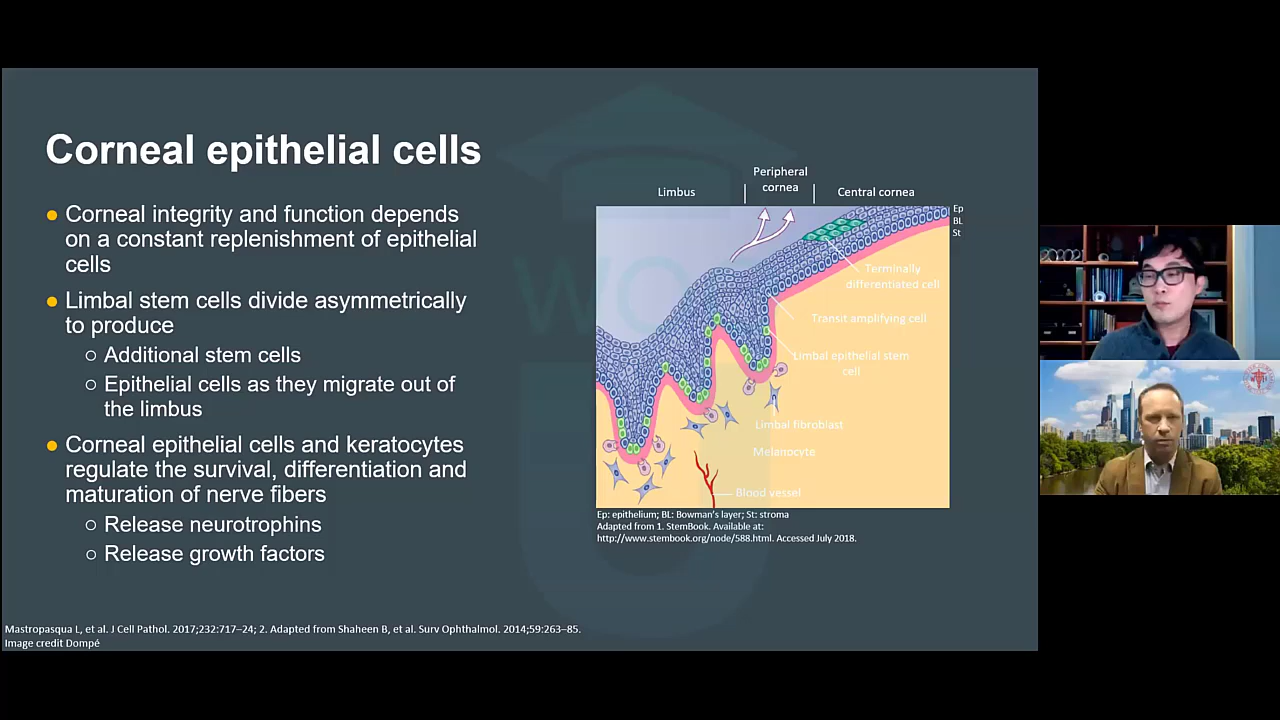 Corneal epithelial cells
● Corneal integrity and function depends
on a constant replenishment of epithelial
cells
● Limbal stem cells divide asymmetrically
to produce
○ Additional stem cells
○ Epithelial cells as they migrate out of
the limbus
● Corneal epithelial cells and keratocytes
regulate the survival, differentiation and
maturation of nerve fibers
○ Release neurotrophins
○ Release growth factors
Limbus
Peripheral
cornea
Central cornea
Ep
BL
St
Terminally
differentiated cell
Transit amplifying cell
Limbal epithelial stem
cell
Limbal fibroblast
Melanocyte
Blood vessel
Ep: epithelium; BL: Bowman's layer; St: stroma
Adapted from 1. StemBook. Available at:
http://www.stembook.org/node/588.html. Accessed July 2018.
Mastropasqua L, et al. J Cell Pathol. 2017;232:717–24; 2. Adapted from Shaheen B, et al. Surv Ophthalmol. 2014;59:263–85.
Image credit Dompé